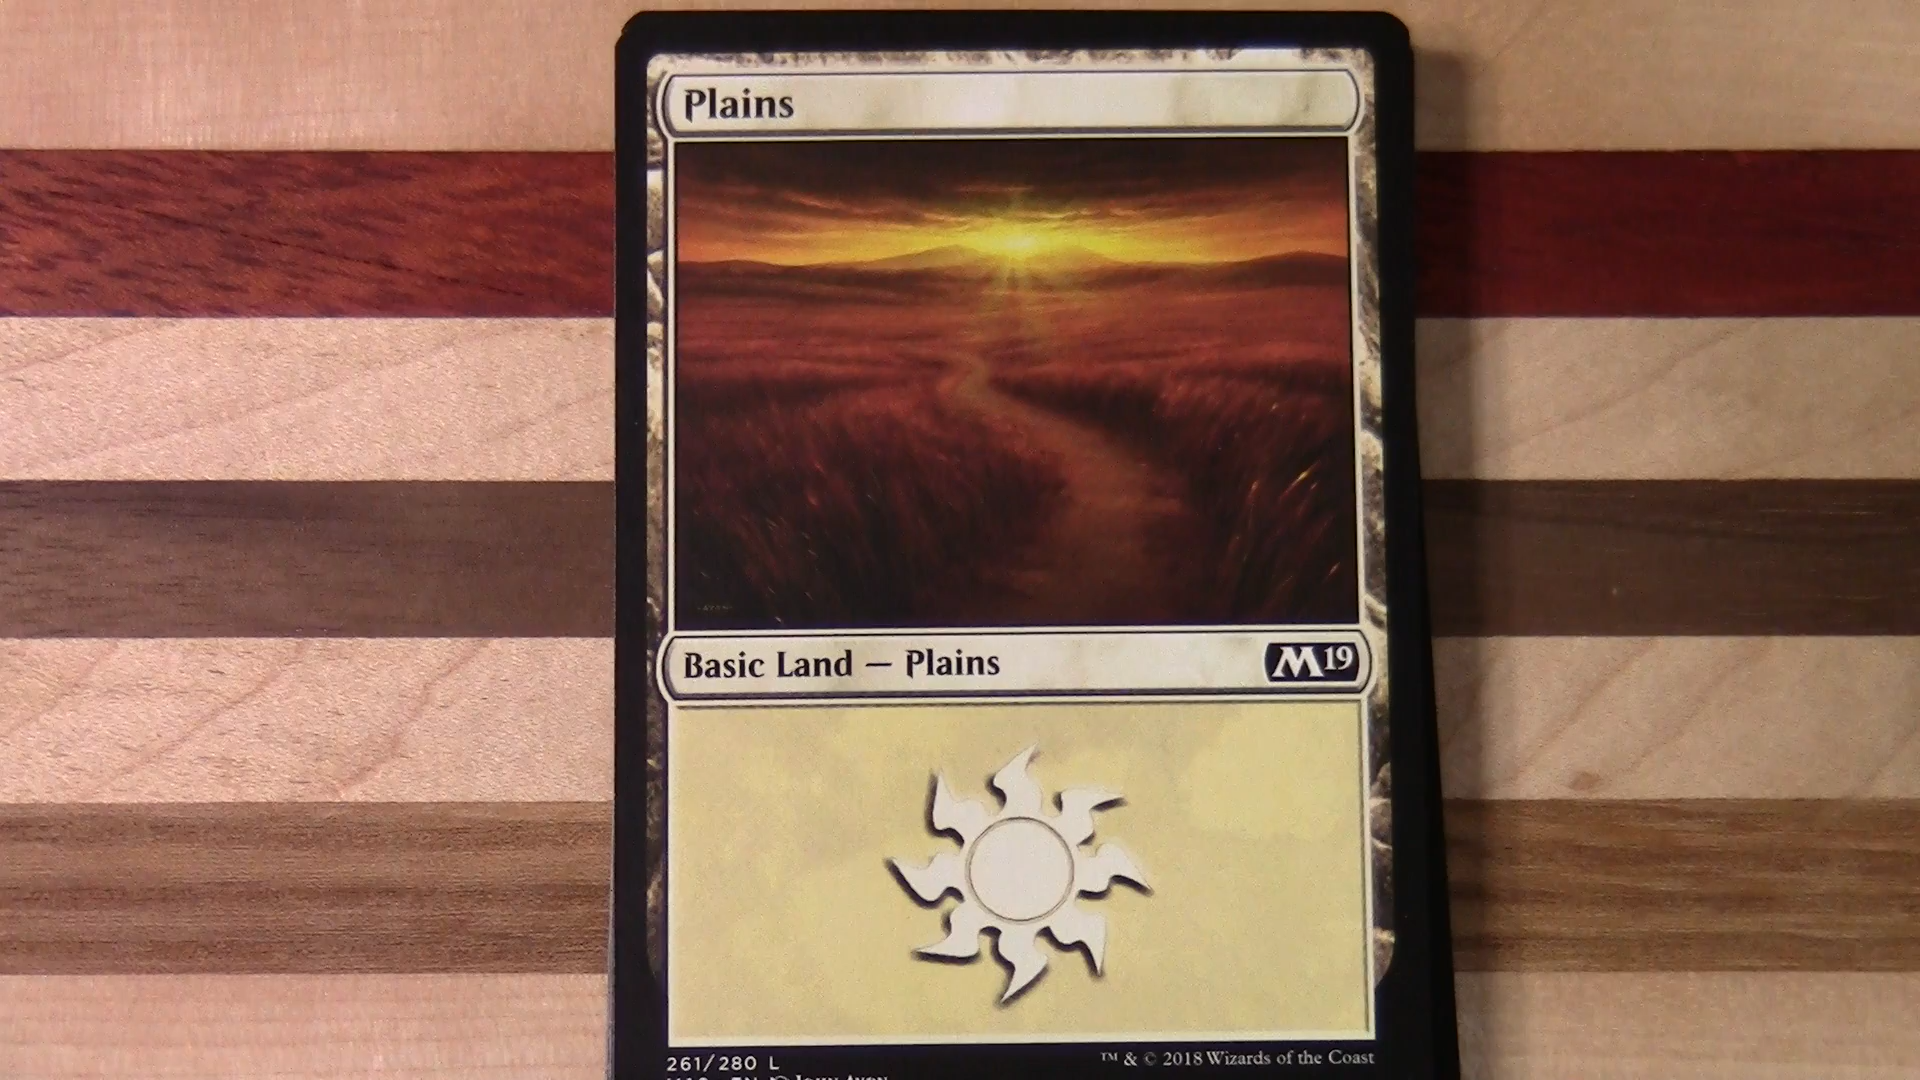 Plains
Basic Land — Plains
M19
261/280 L
™ & © 2018 Wizards of the Coast